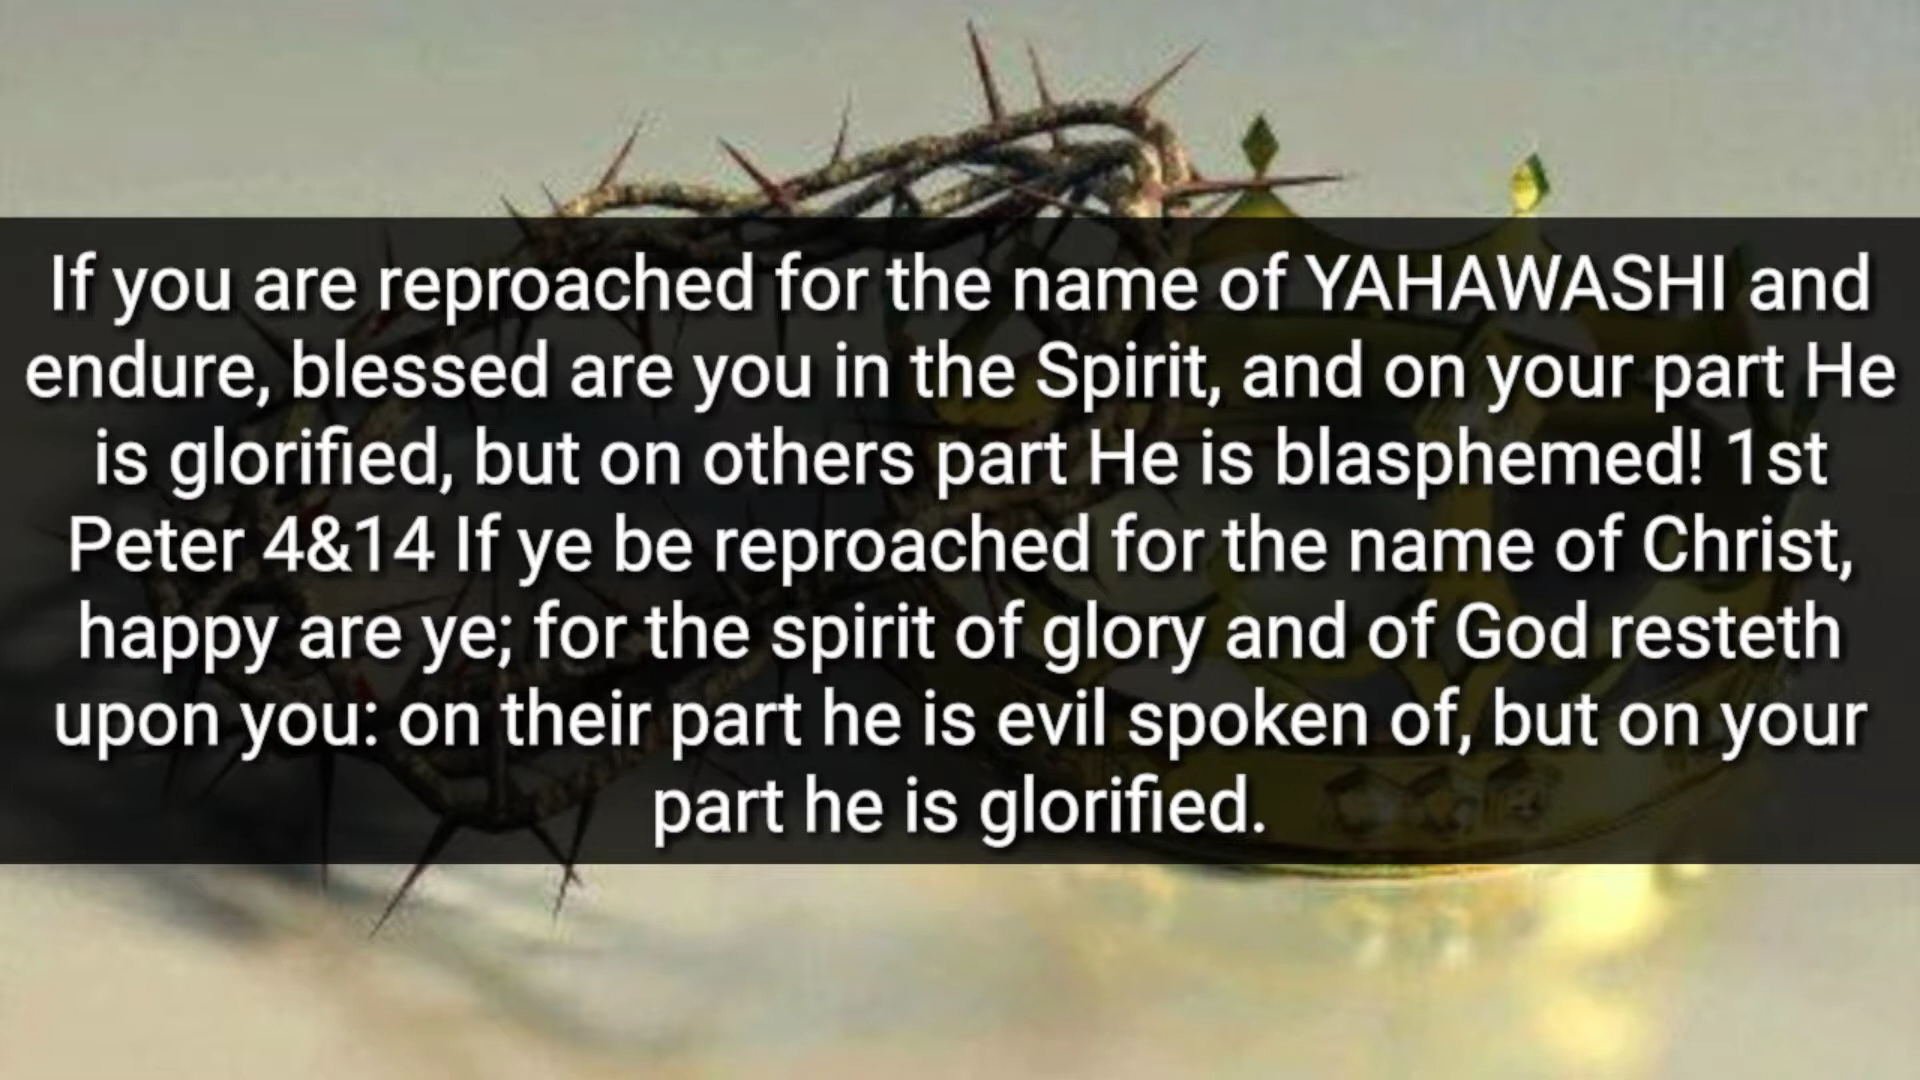 If you are reproached for the name of YAHAWASHI and
endure, blessed are you in the Spirit, and on your part He
is glorified, but on others part He is blasphemed! 1st
Peter 4&14 If ye be reproached for the name of Christ,
happy are ye; for the spirit of glory and of God resteth
upon you: on their part he is evil spoken of, but on your
part he is glorified.